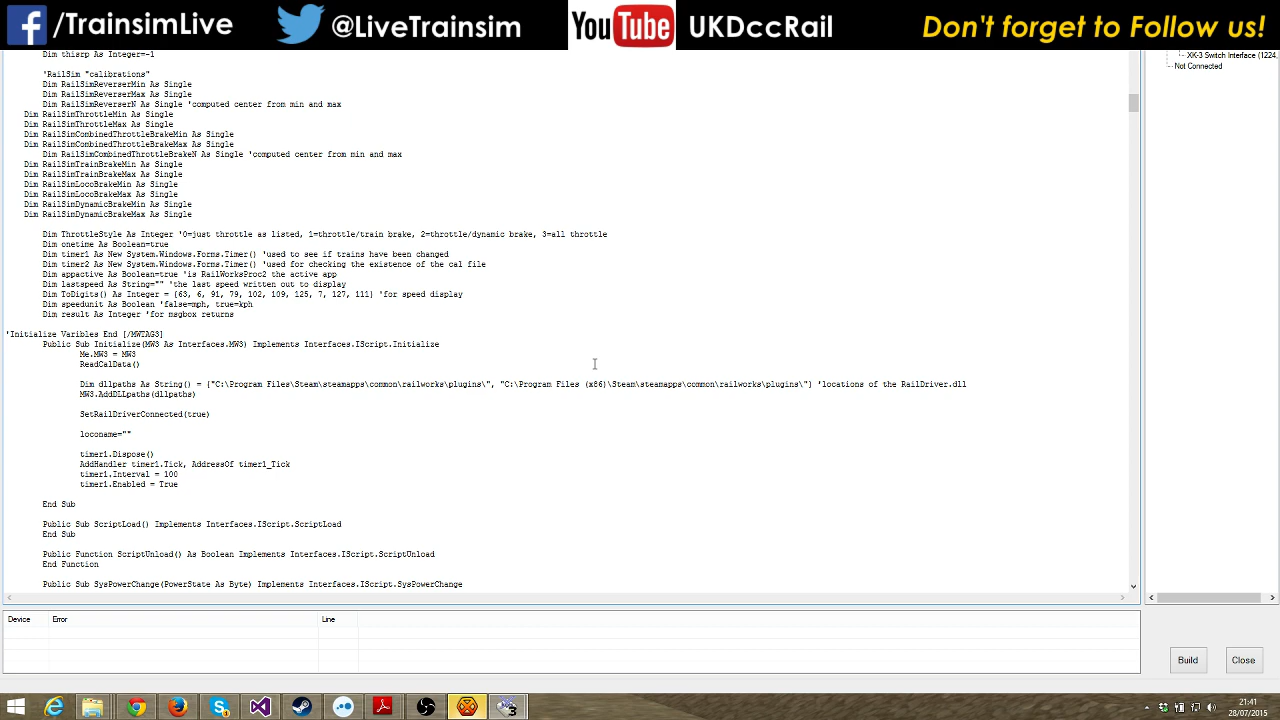 /TrainsimLive @LiveTrainsim YouTube UKDccRail Don't forget to Follow us!
Dim thisrp As Integer=-1
XK-3 Switch Interface (1224,
Not Connected
'RailSim "calibrations"
Dim RailSimReverserMin As Single
Dim RailSimReverserMax As Single
Dim RailSimReverserN As Single 'computed center from min and max
Dim RailSimThrottleMin As Single
Dim RailSimThrottleMax As Single
Dim RailSimCombinedThrottleBrakeMin As Single
Dim RailSimCombinedThrottleBrakeMax As Single
Dim RailSimCombinedThrottleBrakeN As Single 'computed center from min and max
Dim RailSimTrainBrakeMin As Single
Dim RailSimTrainBrakeMax As Single
Dim RailSimLocoBrakeMin As Single
Dim RailSimLocoBrakeMax As Single
Dim RailSimDynamicBrakeMin As Single
Dim RailSimDynamicBrakeMax As Single
Dim ThrottleStyle As Integer '0=just throttle as listed, 1=throttle/train brake, 2=throttle/dynamic brake, 3=all throttle
Dim onetime As Boolean=true
Dim timer1 As New System.Windows.Forms.Timer() 'used to see if trains have been changed
Dim timer2 As New System.Windows.Forms.Timer() 'used for checking the existence of the cal file
Dim appactive As Boolean=true 'is RailWorksProc2 the active app
Dim lastspeed As String="" 'the last speed written out to display
Dim ToDigits() As Integer = {63, 6, 91, 79, 102, 109, 125, 7, 127, 111} 'for speed display
Dim speedunit As Boolean 'false=mph, true=kph
Dim result As Integer 'for msgbox returns
'Initialize Varibles End [/MWTAG3]
Public Sub Initialize(MW3 As Interfaces.MW3) Implements Interfaces.IScript.Initialize
Me.MW3 = MW3
ReadCalData()
Dim dllpaths As String() = {"C:\Program Files\Steam\steamapps\common\railworks\plugins\", "C:\Program Files (x86)\Steam\steamapps\common\railworks\plugins\"} 'locations of the RailDriver.dll
MW3.AddDLLpaths(dllpaths)
SetRailDriverConnected(true)
loconame=""
timer1.Dispose()
AddHandler timer1.Tick, AddressOf timer1_Tick
timer1.Interval = 100
timer1.Enabled = True
End Sub
Public Sub ScriptLoad() Implements Interfaces.IScript.ScriptLoad
End Sub
Public Function ScriptUnload() As Boolean Implements Interfaces.IScript.ScriptUnload
End Function
Public Sub SysPowerChange(PowerState As Byte) Implements Interfaces.IScript.SysPowerChange
Device Error Line
Build Close
21:41
28/07/2015